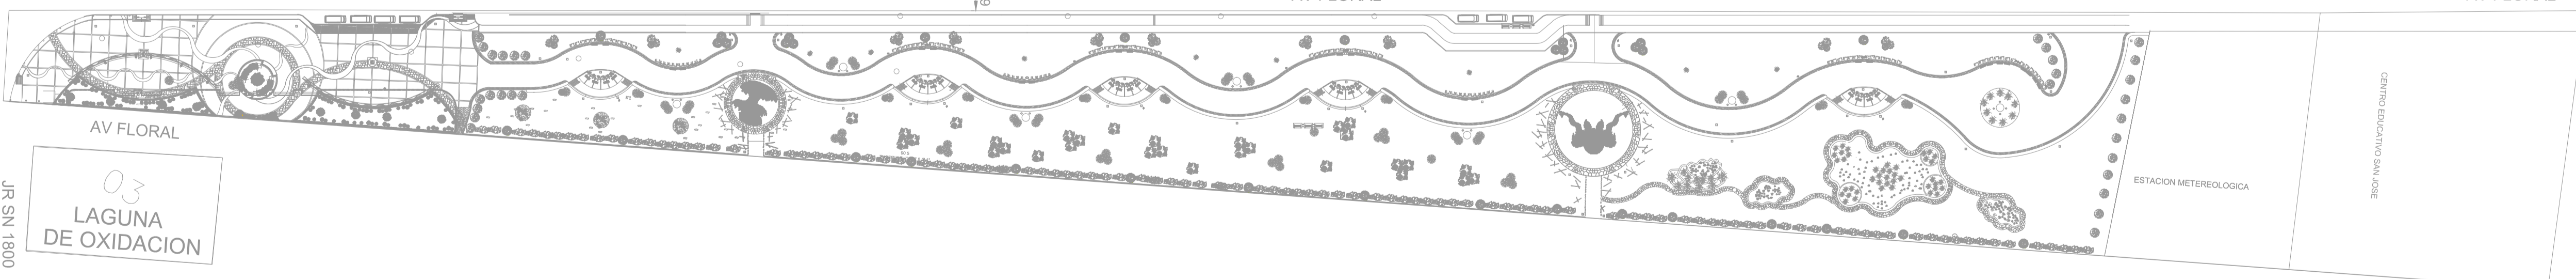 AV FLORAL
03
LAGUNA
DE OXIDACION
JR SN 1800
CENTRO EDUCATIVO SAN JOSE
ESTACION METEREOLOGICA